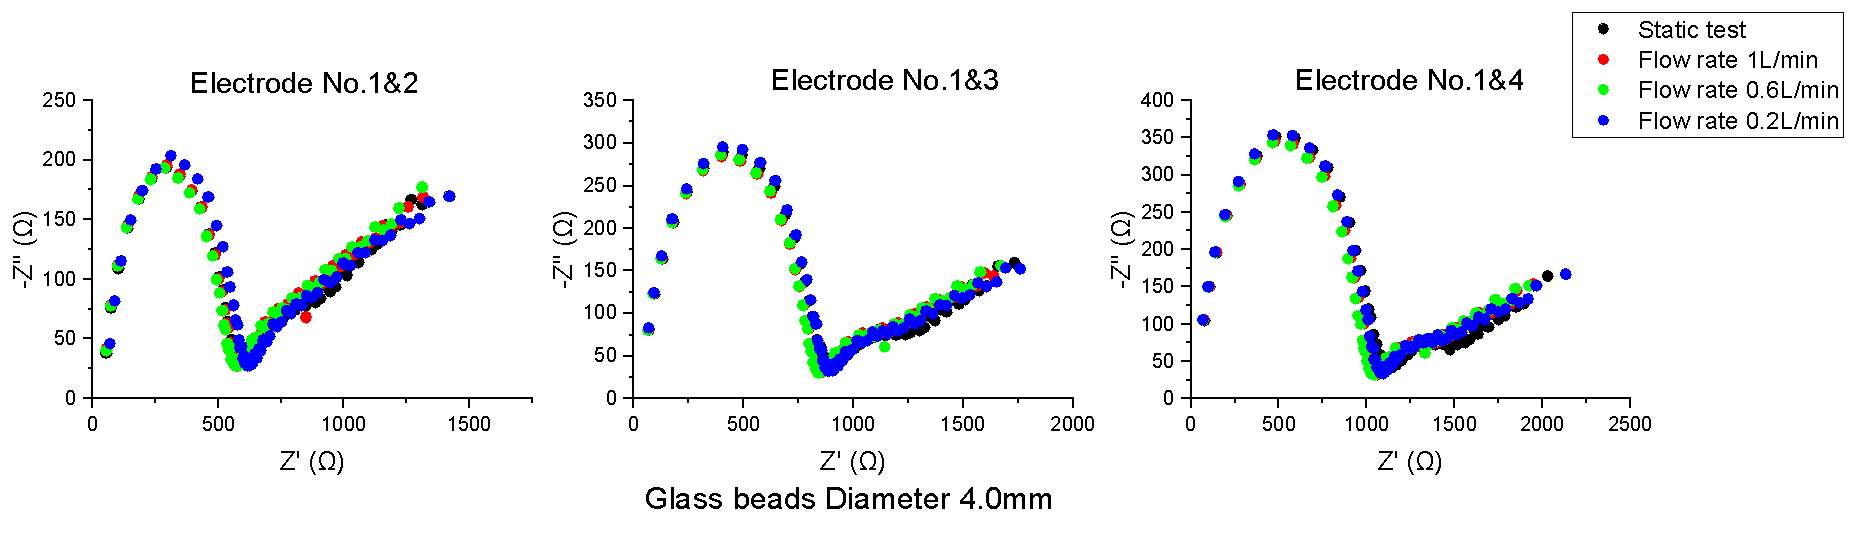 Static test
Flow rate 1L/min
Flow rate 0.6L/min
Flow rate 0.2L/min
Electrode No.1&2
250
200
150
100
50
0
-Z'' (Ω)
0
500
1000
1500
Z' (Ω)
Electrode No.1&3
350
300
250
200
150
100
50
0
-Z'' (Ω)
0
500
1000
1500
2000
Z' (Ω)
Electrode No.1&4
400
350
300
250
200
150
100
50
0
-Z'' (Ω)
0
500
1000
1500
2000
2500
Z' (Ω)
Glass beads Diameter 4.0mm